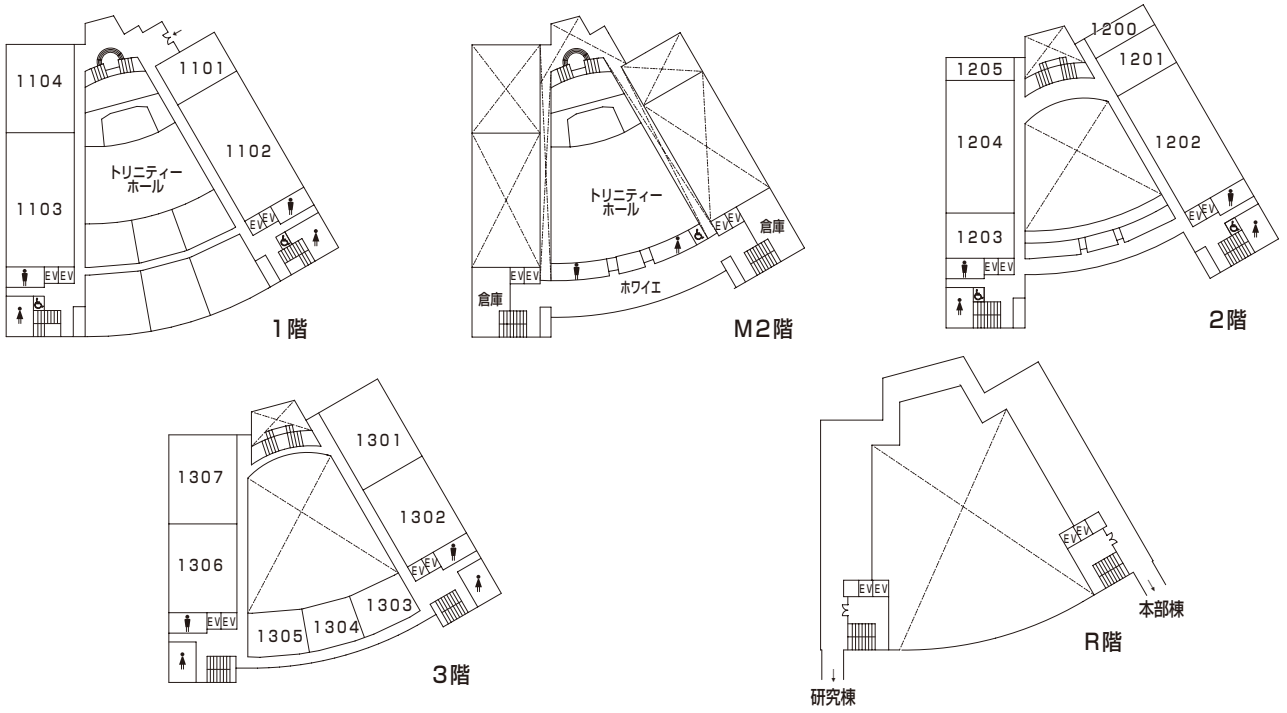 1101
1104
1102
トリニティー
ホール
1103
EV EV
EV EV
1階
トリニティー
ホール
EV EV
倉庫
EV EV
倉庫
ホワイエ
M2階
1200
1205
1201
1204
1202
EV EV
1203
EV EV
2階
1301
1307
1302
1306
EV EV
1303
EV EV
1304
1305
3階
EV EV
EV EV
本部棟
R階
研究棟